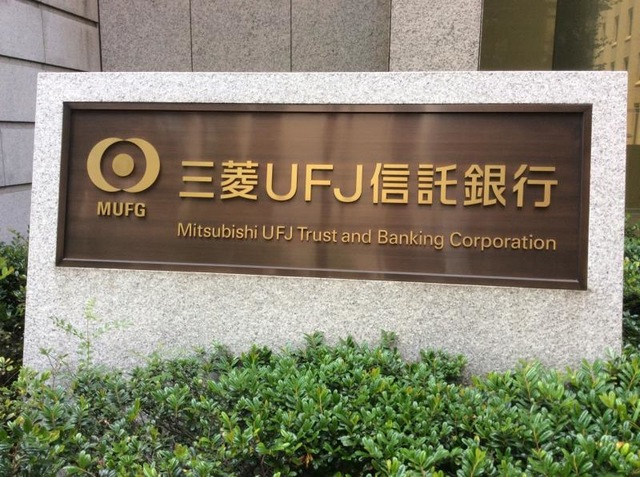 MUFG
三菱UFJ信託銀行
Mitsubishi UFJ Trust and Banking Corporation